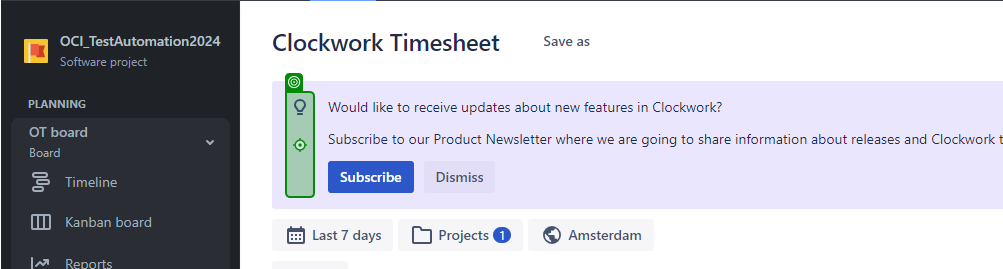 OCI_TestAutomation2024
Software project
PLANNING
OT board
Board
Timeline
Kanban board
Reports
Clockwork Timesheet
Save as
Would like to receive updates about new features in Clockwork?
Subscribe to our Product Newsletter where we are going to share information about releases and Clockwork
Subscribe
Dismiss
Last 7 days
Projects 1
Amsterdam